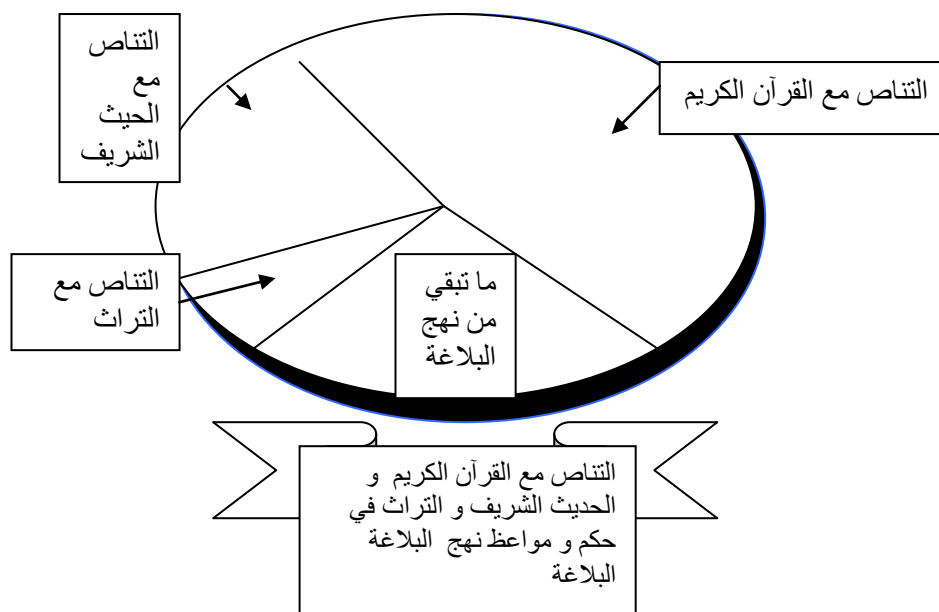 التناص
مع
الحيث
الشريف
التناص مع القرآن الكريم
التناص مع
التراث
ما تبقي
من نهج
البلاغة
التناص مع القرآن الكريم و
الحديث الشريف و التراث في
حكم و مواعظ نهج البلاغة
البلاغة